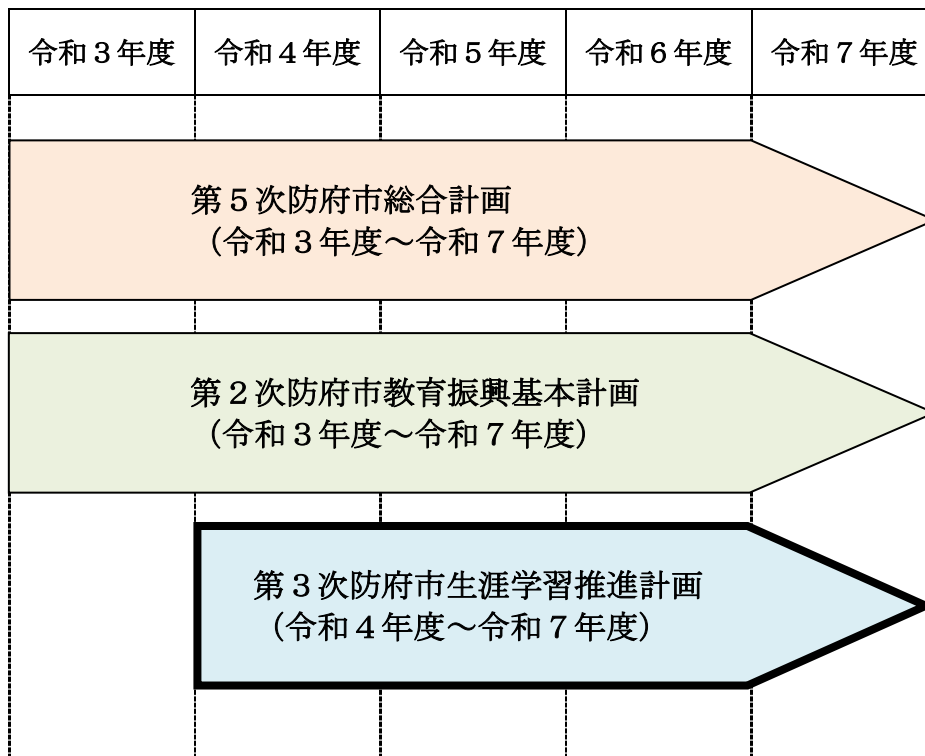 令和３年度 令和４年度 令和５年度 令和６年度 令和７年度
第５次防府市総合計画
（令和３年度～令和７年度）
第２次防府市教育振興基本計画
（令和３年度～令和７年度）
第３次防府市生涯学習推進計画
（令和４年度～令和７年度）